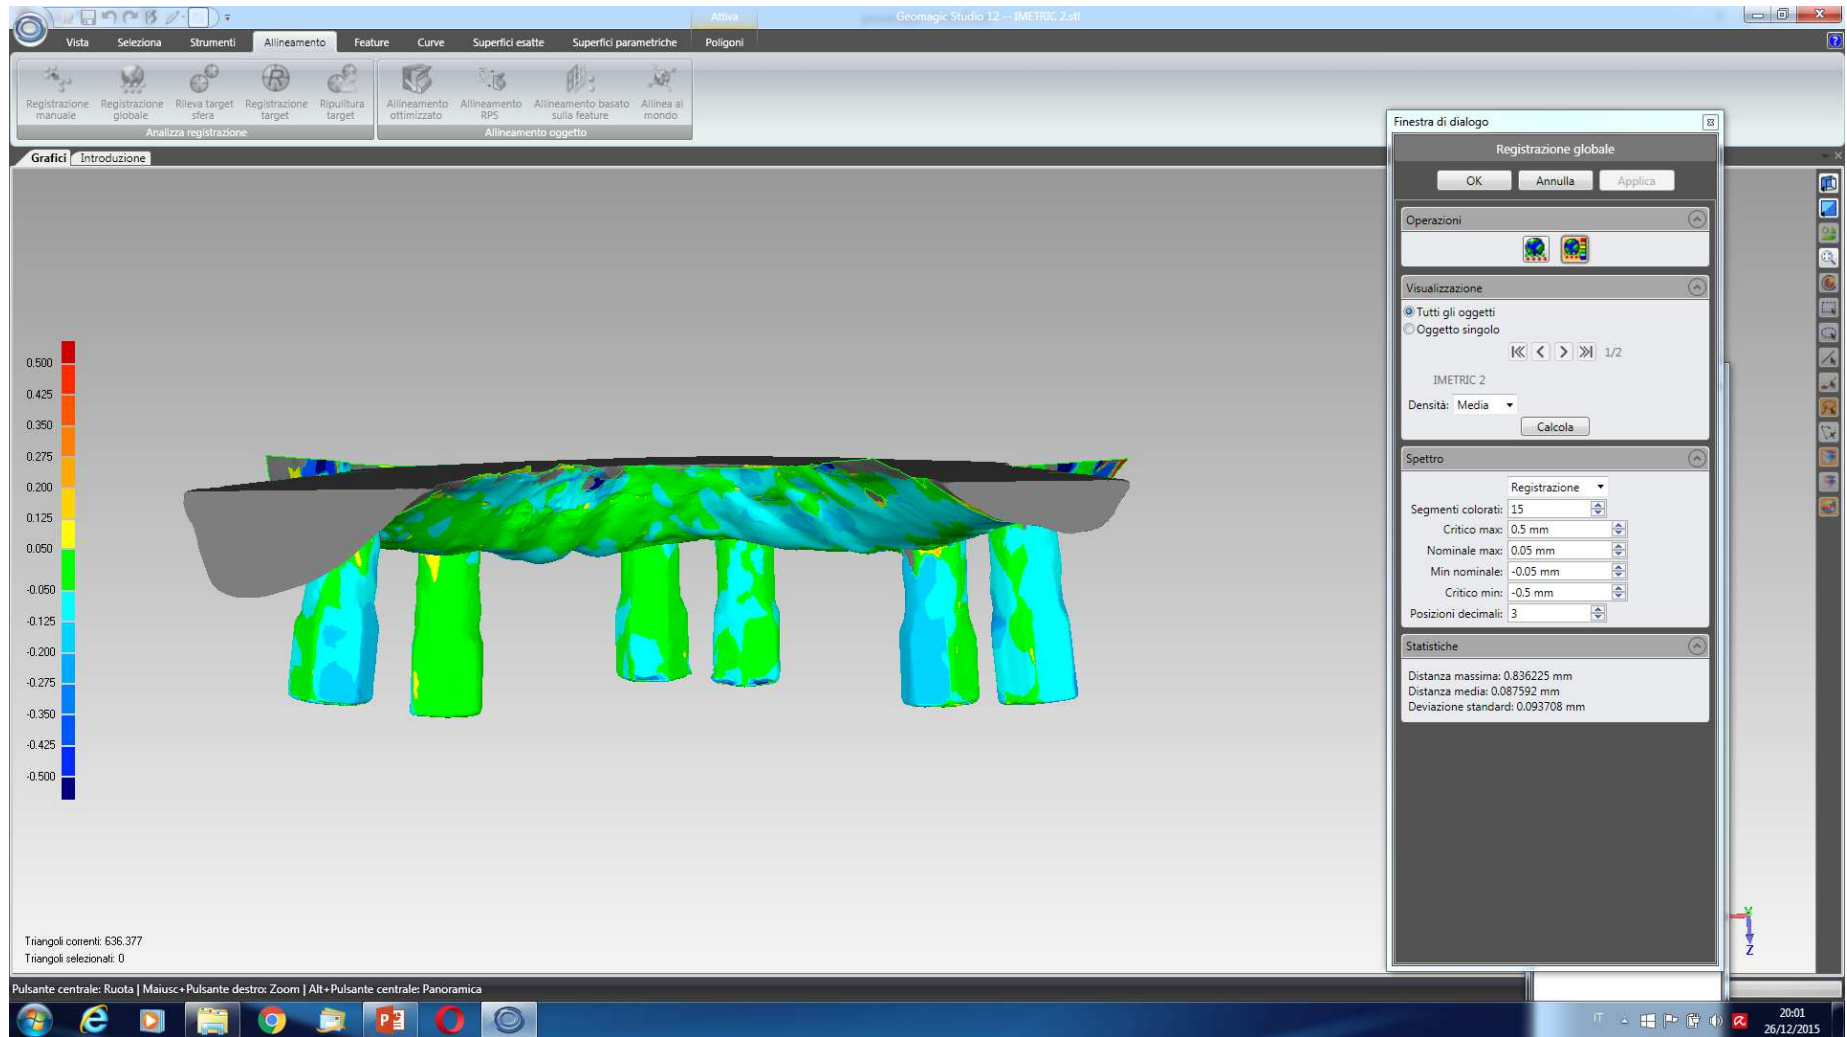 Attiva
Geomagic Studio 12 -- IMETRIC 2.stl
Vista Seleziona Strumenti Allineamento Feature Curve Superfici esatte Superfici parametriche Poligoni
Registrazione manuale
Registrazione globale
Rileva target sfera
Registrazione target
Ripulitura target
Allineamento ottimizzato
Allineamento RPS
Allineamento basato sulla feature
Allinea al mondo
Analizza registrazione
Allineamento oggetto
Grafici Introduzione
0.500
0.425
0.350
0.275
0.200
0.125
0.050
-0.050
-0.125
-0.200
-0.275
-0.350
-0.425
-0.500
Triangoli correnti: 636.377
Triangoli selezionati: 0
Finestra di dialogo
Registrazione globale
OK Annulla Applica
Operazioni
Visualizzazione
Tutti gli oggetti
Oggetto singolo
1/2
IMETRIC 2
Densità: Media
Calcola
Spettro
Registrazione
Segmenti colorati: 15
Critico max: 0.5 mm
Nominale max: 0.05 mm
Min nominale: -0.05 mm
Critico min: -0.5 mm
Posizioni decimali: 3
Statistiche
Distanza massima: 0.836225 mm
Distanza media: 0.087592 mm
Deviazione standard: 0.093708 mm
Y
Z
Pulsante centrale: Ruota | Maiusc+Pulsante destro: Zoom | Alt+Pulsante centrale: Panoramica
IT
20:01
26/12/2015